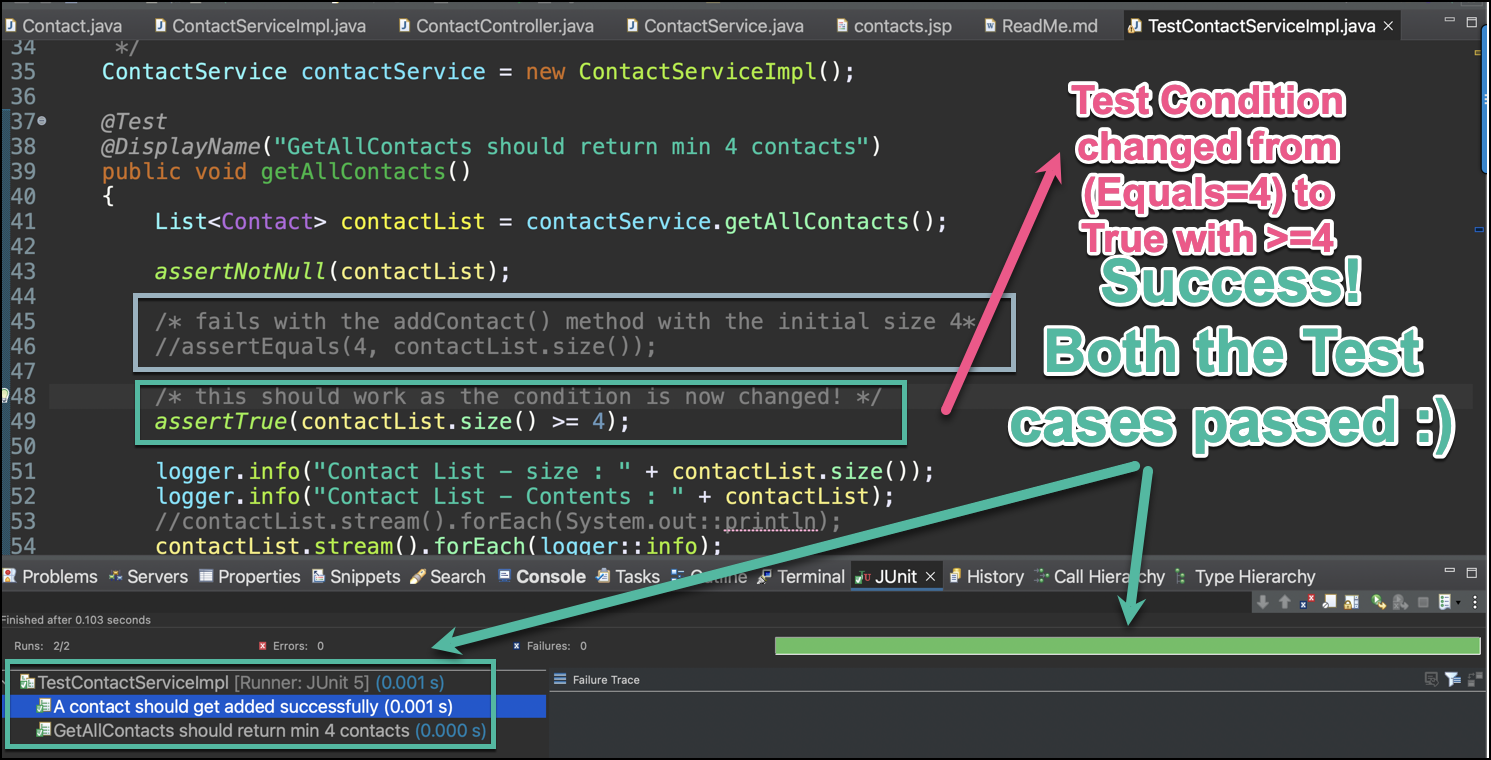 Contact.java ContactServiceImpl.java ContactController.java ContactService.java contacts.jsp ReadMe.md TestContactServiceImpl.java
34 */
35 ContactService contactService = new ContactServiceImpl();
36
37 @Test
38 @DisplayName("GetAllContacts should return min 4 contacts")
39 public void getAllContacts()
40 {
41 List<Contact> contactList = contactService.getAllContacts();
42
43 assertNotNull(contactList);
44
45 /* fails with the addContact() method with the initial size 4*
46 //assertEquals(4, contactList.size());
47
48 /* this should work as the condition is now changed! */
49 assertTrue(contactList.size() >= 4);
50
51 logger.info("Contact List - size : " + contactList.size());
52 logger.info("Contact List - Contents : " + contactList);
53 //contactList.stream().forEach(System.out::println);
54 contactList.stream().forEach(logger::info);
Test Condition
changed from
(Equals=4) to
True with >=4
Success!
Both the Test
cases passed :)
Problems Servers Properties Snippets Search Console Tasks Outline Terminal JUnit History Call Hierarchy Type Hierarchy
Finished after 0.103 seconds
Runs: 2/2 Errors: 0 Failures: 0
TestContactServiceImpl [Runner: JUnit 5] (0.001 s)
A contact should get added successfully (0.001 s)
GetAllContacts should return min 4 contacts (0.000 s)
Failure Trace